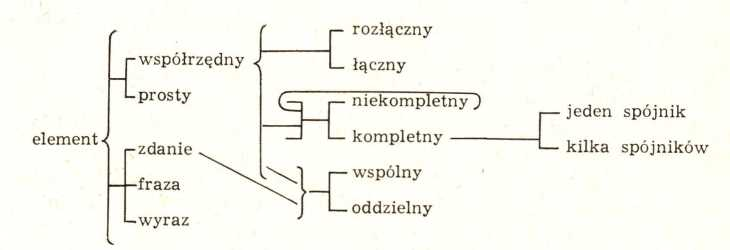 rozłączny
współrzędny
łączny
prosty
niekompletny
jeden spójnik
element
kompletny
zdanie
kilka spójników
wspólny
fraza
oddzielny
wyraz